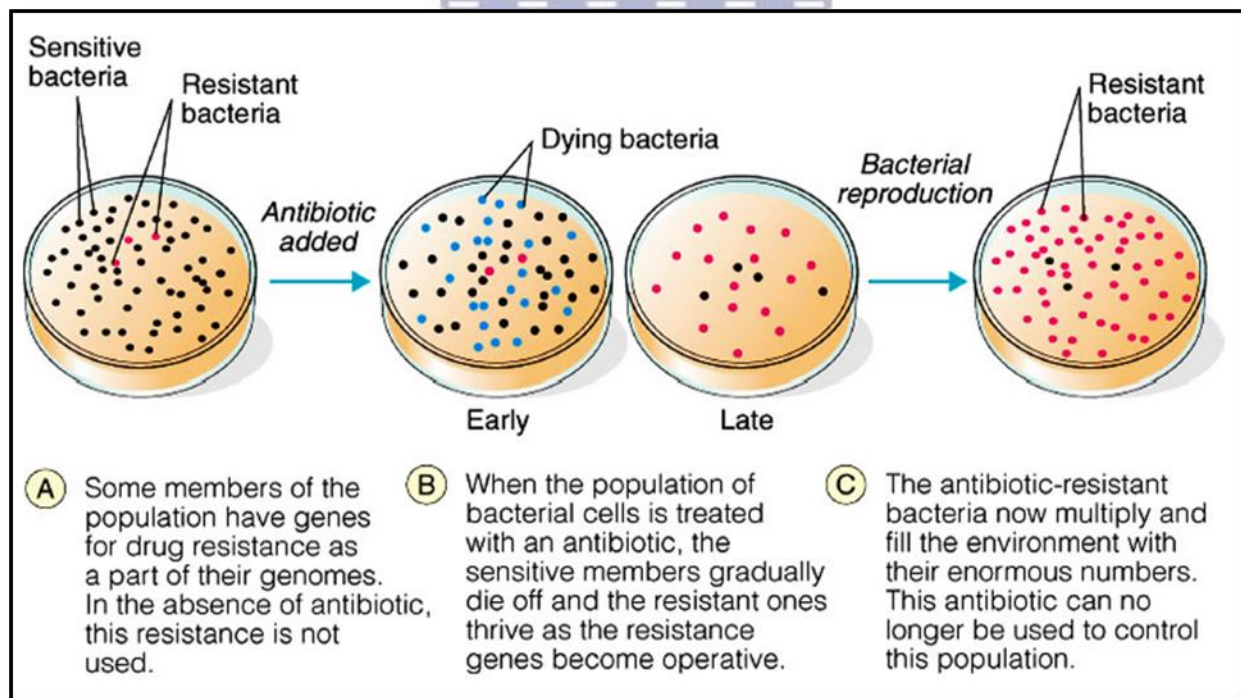 Sensitive
bacteria
Resistant
bacteria
Antibiotic
added
Dying bacteria
Bacterial
reproduction
Resistant
bacteria
Early
Late
A Some members of the
population have genes
for drug resistance as
a part of their genomes.
In the absence of antibiotic,
this resistance is not
used.
B When the population of
bacterial cells is treated
with an antibiotic, the
sensitive members gradually
die off and the resistant ones
thrive as the resistance
genes become operative.
C The antibiotic-resistant
bacteria now multiply and
fill the environment with
their enormous numbers.
This antibiotic can no
longer be used to control
this population.